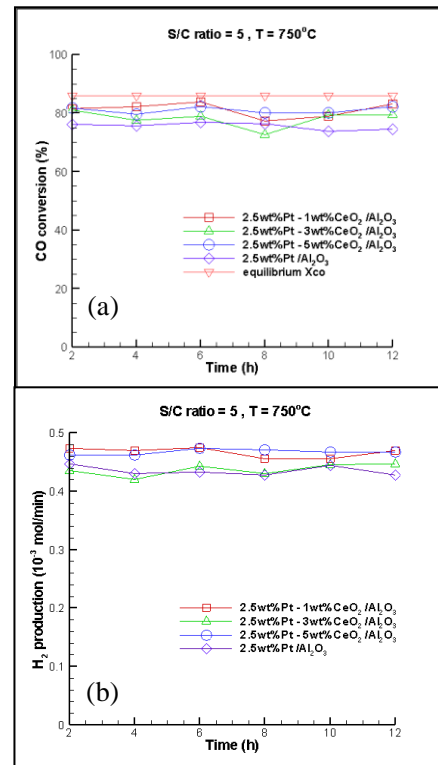 S/C ratio = 5 , T = 750°C
100
80
60
40
20
0
CO conversion (%)
2.5wt%Pt - 1wt%CeO₂ /Al₂O₃
2.5wt%Pt - 3wt%CeO₂ /Al₂O₃
2.5wt%Pt - 5wt%CeO₂ /Al₂O₃
2.5wt%Pt /Al₂O₃
equilibrium Xco
(a)
2 4 6 8 10 12
Time (h)
S/C ratio = 5 , T = 750°C
0.5
0.4
0.3
0.2
0.1
0
H₂ production (10⁻³ mol/min)
2.5wt%Pt - 1wt%CeO₂ /Al₂O₃
2.5wt%Pt - 3wt%CeO₂ /Al₂O₃
2.5wt%Pt - 5wt%CeO₂ /Al₂O₃
2.5wt%Pt /Al₂O₃
(b)
2 4 6 8 10 12
Time (h)